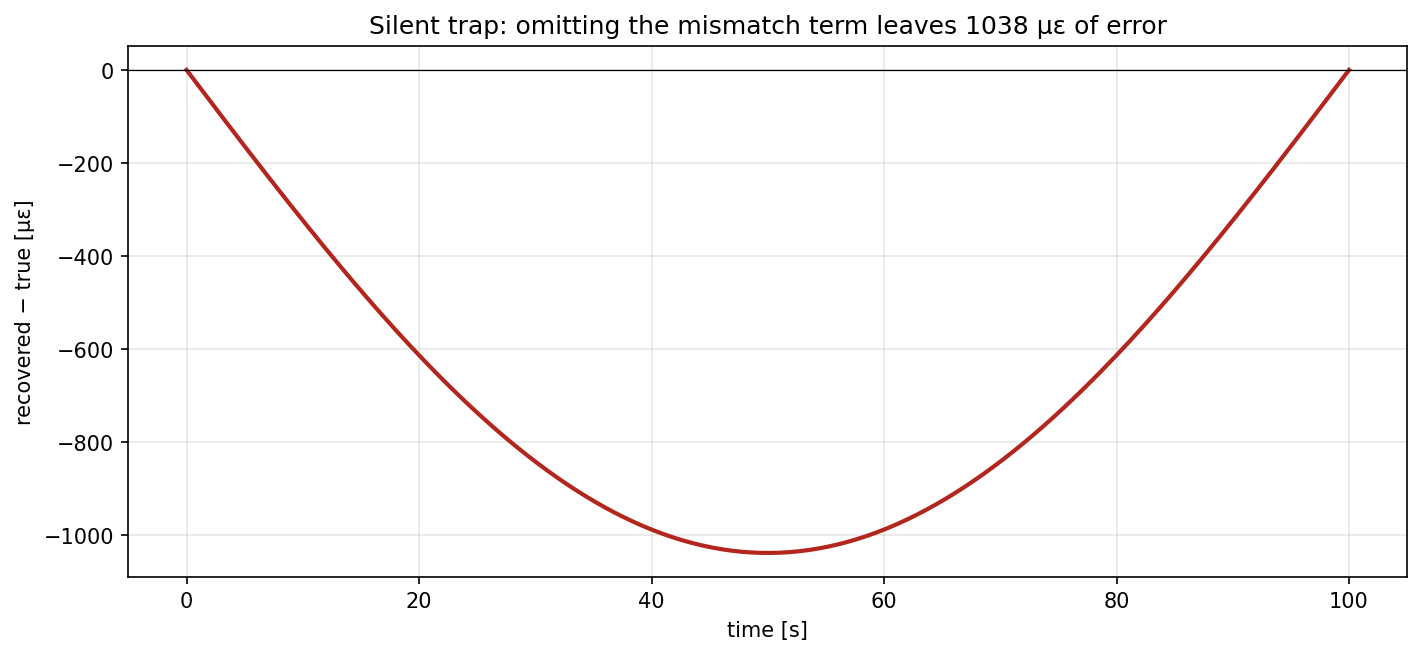 Silent trap: omitting the mismatch term leaves 1038 µε of error
recovered − true [µε]
0
−200
−400
−600
−800
−1000
0 20 40 60 80 100
time [s]